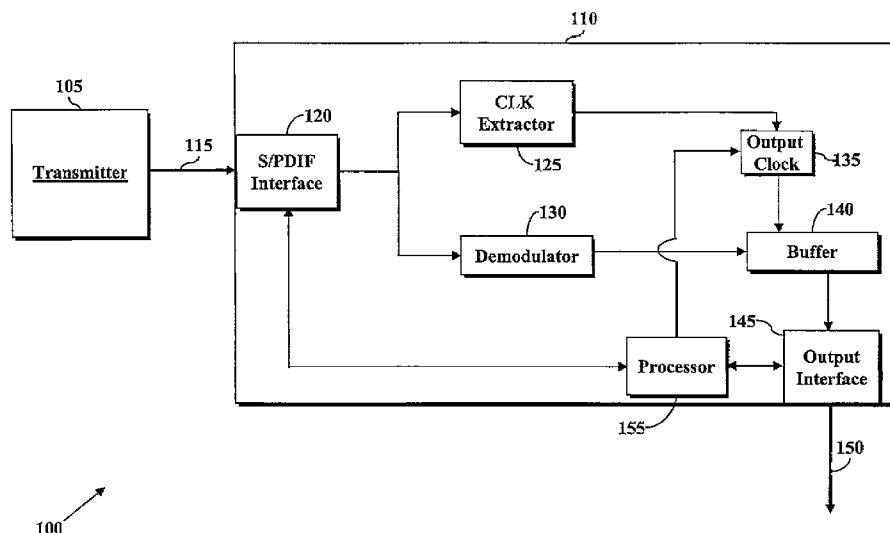 110
105
Transmitter
115
120
S/PDIF
Interface
CLK
Extractor
125
Output
Clock
135
130
Demodulator
140
Buffer
145
Output
Interface
Processor
155
150
100